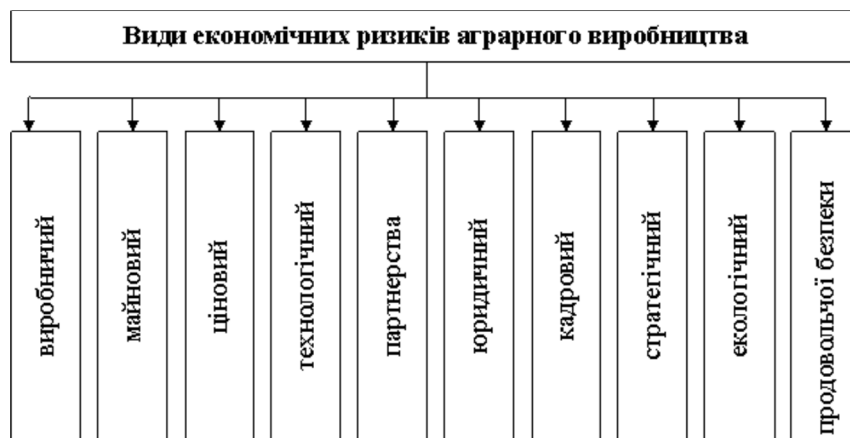 Види економічних ризиків аграрного виробництва
виробничий
майновий
ціновий
технологічний
партнерства
юридичний
кадровий
стратегічний
екологічний
продовольчої безпеки